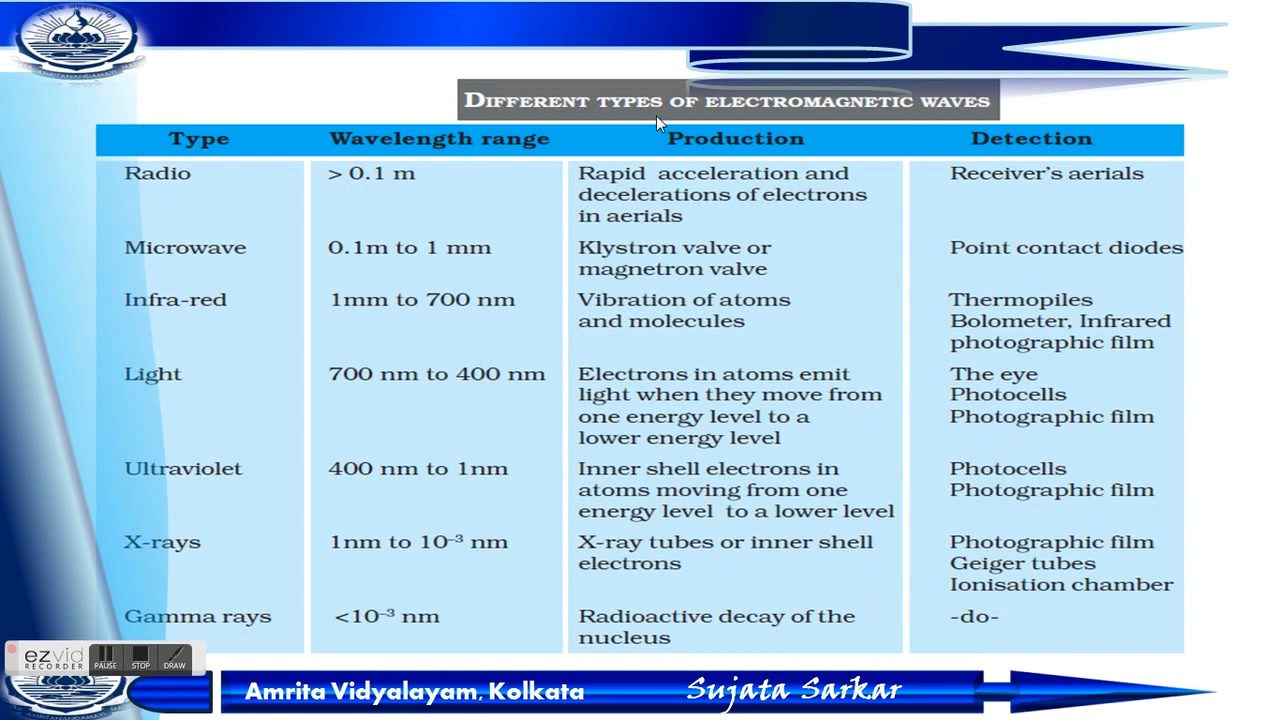 DIFFERENT TYPES OF ELECTROMAGNETIC WAVES
Type Wavelength range Production Detection
Radio > 0.1 m Rapid acceleration and Receiver's aerials
decelerations of electrons
in aerials
Microwave 0.1m to 1 mm Klystron valve or Point contact diodes
magnetron valve
Infra-red 1mm to 700 nm Vibration of atoms Thermopiles
and molecules Bolometer, Infrared
photographic film
Light 700 nm to 400 nm Electrons in atoms emit The eye
light when they move from Photocells
one energy level to a Photographic film
lower energy level
Ultraviolet 400 nm to 1nm Inner shell electrons in Photocells
atoms moving from one Photographic film
energy level to a lower level
X-rays 1nm to 10⁻³ nm X-ray tubes or inner shell Photographic film
electrons Geiger tubes
Ionisation chamber
Gamma rays <10⁻³ nm Radioactive decay of the -do-
nucleus
ezvid
RECORDER PAUSE STOP DRAW
Amrita Vidyalayam, Kolkata Sujata Sarkar